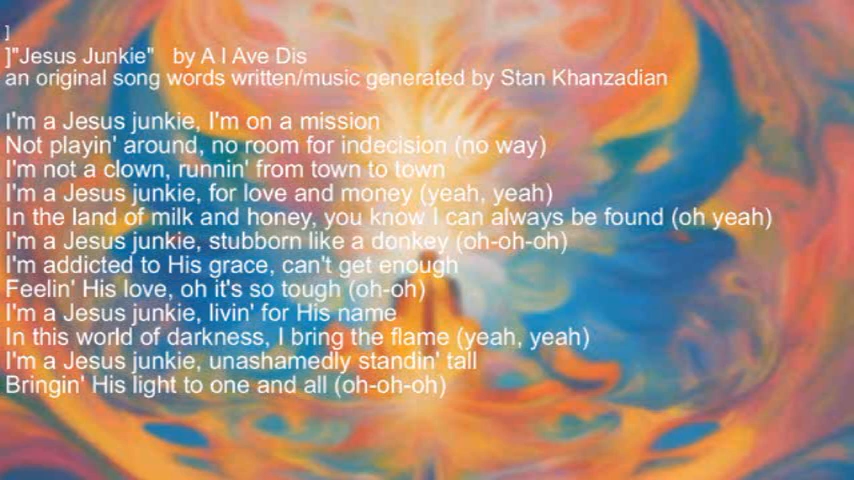 ]
]"Jesus Junkie" by A I Ave Dis
an original song words written/music generated by Stan Khanzadian
I'm a Jesus junkie, I'm on a mission
Not playin' around, no room for indecision (no way)
I'm not a clown, runnin' from town to town
I'm a Jesus junkie, for love and money (yeah, yeah)
In the land of milk and honey, you know I can always be found (oh yeah)
I'm a Jesus junkie, stubborn like a donkey (oh-oh-oh)
I'm addicted to His grace, can't get enough
Feelin' His love, oh it's so tough (oh-oh)
I'm a Jesus junkie, livin' for His name
In this world of darkness, I bring the flame (yeah, yeah)
I'm a Jesus junkie, unashamedly standin' tall
Bringin' His light to one and all (oh-oh-oh)